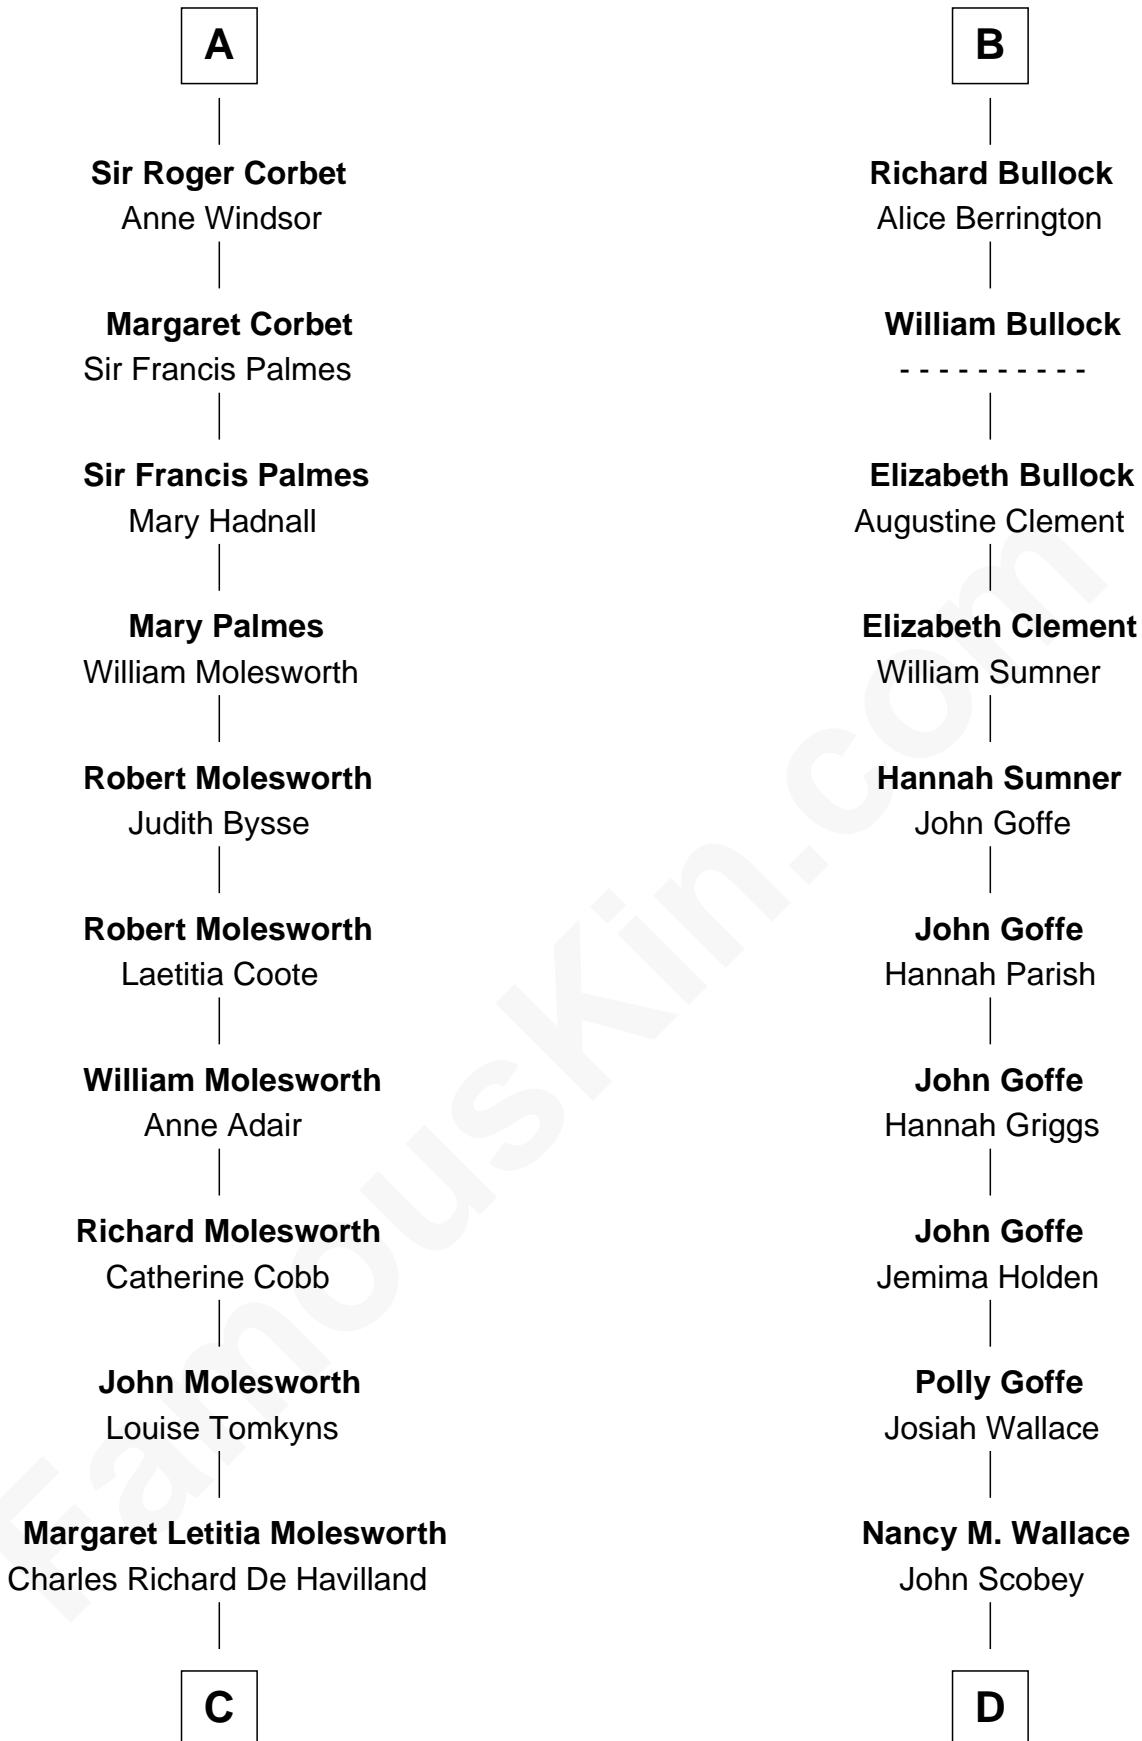 A
Sir Roger Corbet
Anne Windsor
Margaret Corbet
Sir Francis Palmes
Sir Francis Palmes
Mary Hadnall
Mary Palmes
William Molesworth
Robert Molesworth
Judith Bysse
Robert Molesworth
Laetitia Coote
William Molesworth
Anne Adair
Richard Molesworth
Catherine Cobb
John Molesworth
Louise Tomkyns
Margaret Letitia Molesworth
Charles Richard De Havilland
C
B
Richard Bullock
Alice Berrington
William Bullock
- - - - - - - - - -
Elizabeth Bullock
Augustine Clement
Elizabeth Clement
William Sumner
Hannah Sumner
John Goffe
John Goffe
Hannah Parish
John Goffe
Hannah Griggs
John Goffe
Jemima Holden
Polly Goffe
Josiah Wallace
Nancy M. Wallace
John Scobey
D
FamousKin.com